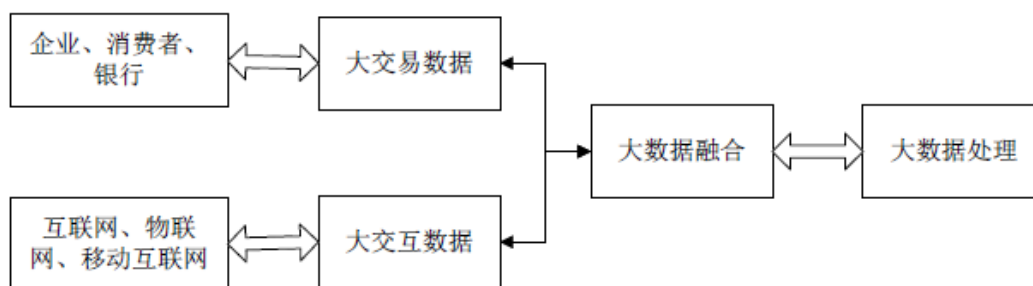 企业、消费者、
银行
大交易数据
大数据融合
大数据处理
互联网、物联
网、移动互联网
大交互数据